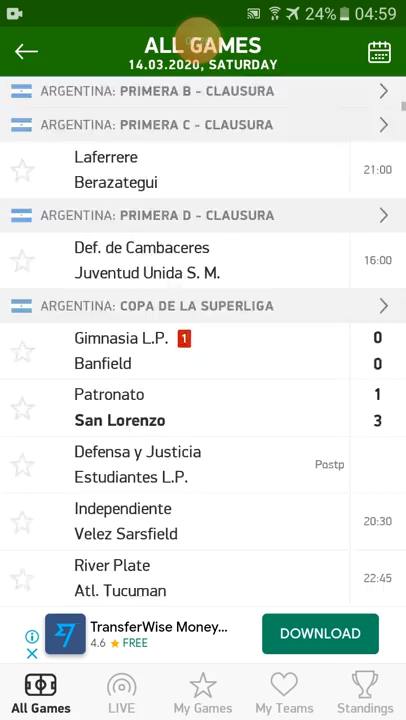 24% 04:59
ALL GAMES
14.03.2020, SATURDAY
ARGENTINA: PRIMERA B - CLAUSURA
ARGENTINA: PRIMERA C - CLAUSURA
Laferrere
Berazategui
21:00
ARGENTINA: PRIMERA D - CLAUSURA
Def. de Cambaceres
Juventud Unida S. M.
16:00
ARGENTINA: COPA DE LA SUPERLIGA
Gimnasia L.P. 1 0
Banfield 0
Patronato 1
San Lorenzo 3
Defensa y Justicia
Estudiantes L.P.
Postp
Independiente
Velez Sarsfield
20:30
River Plate
Atl. Tucuman
22:45
TransferWise Money...
4.6 ★ FREE
DOWNLOAD
All Games LIVE My Games My Teams Standings